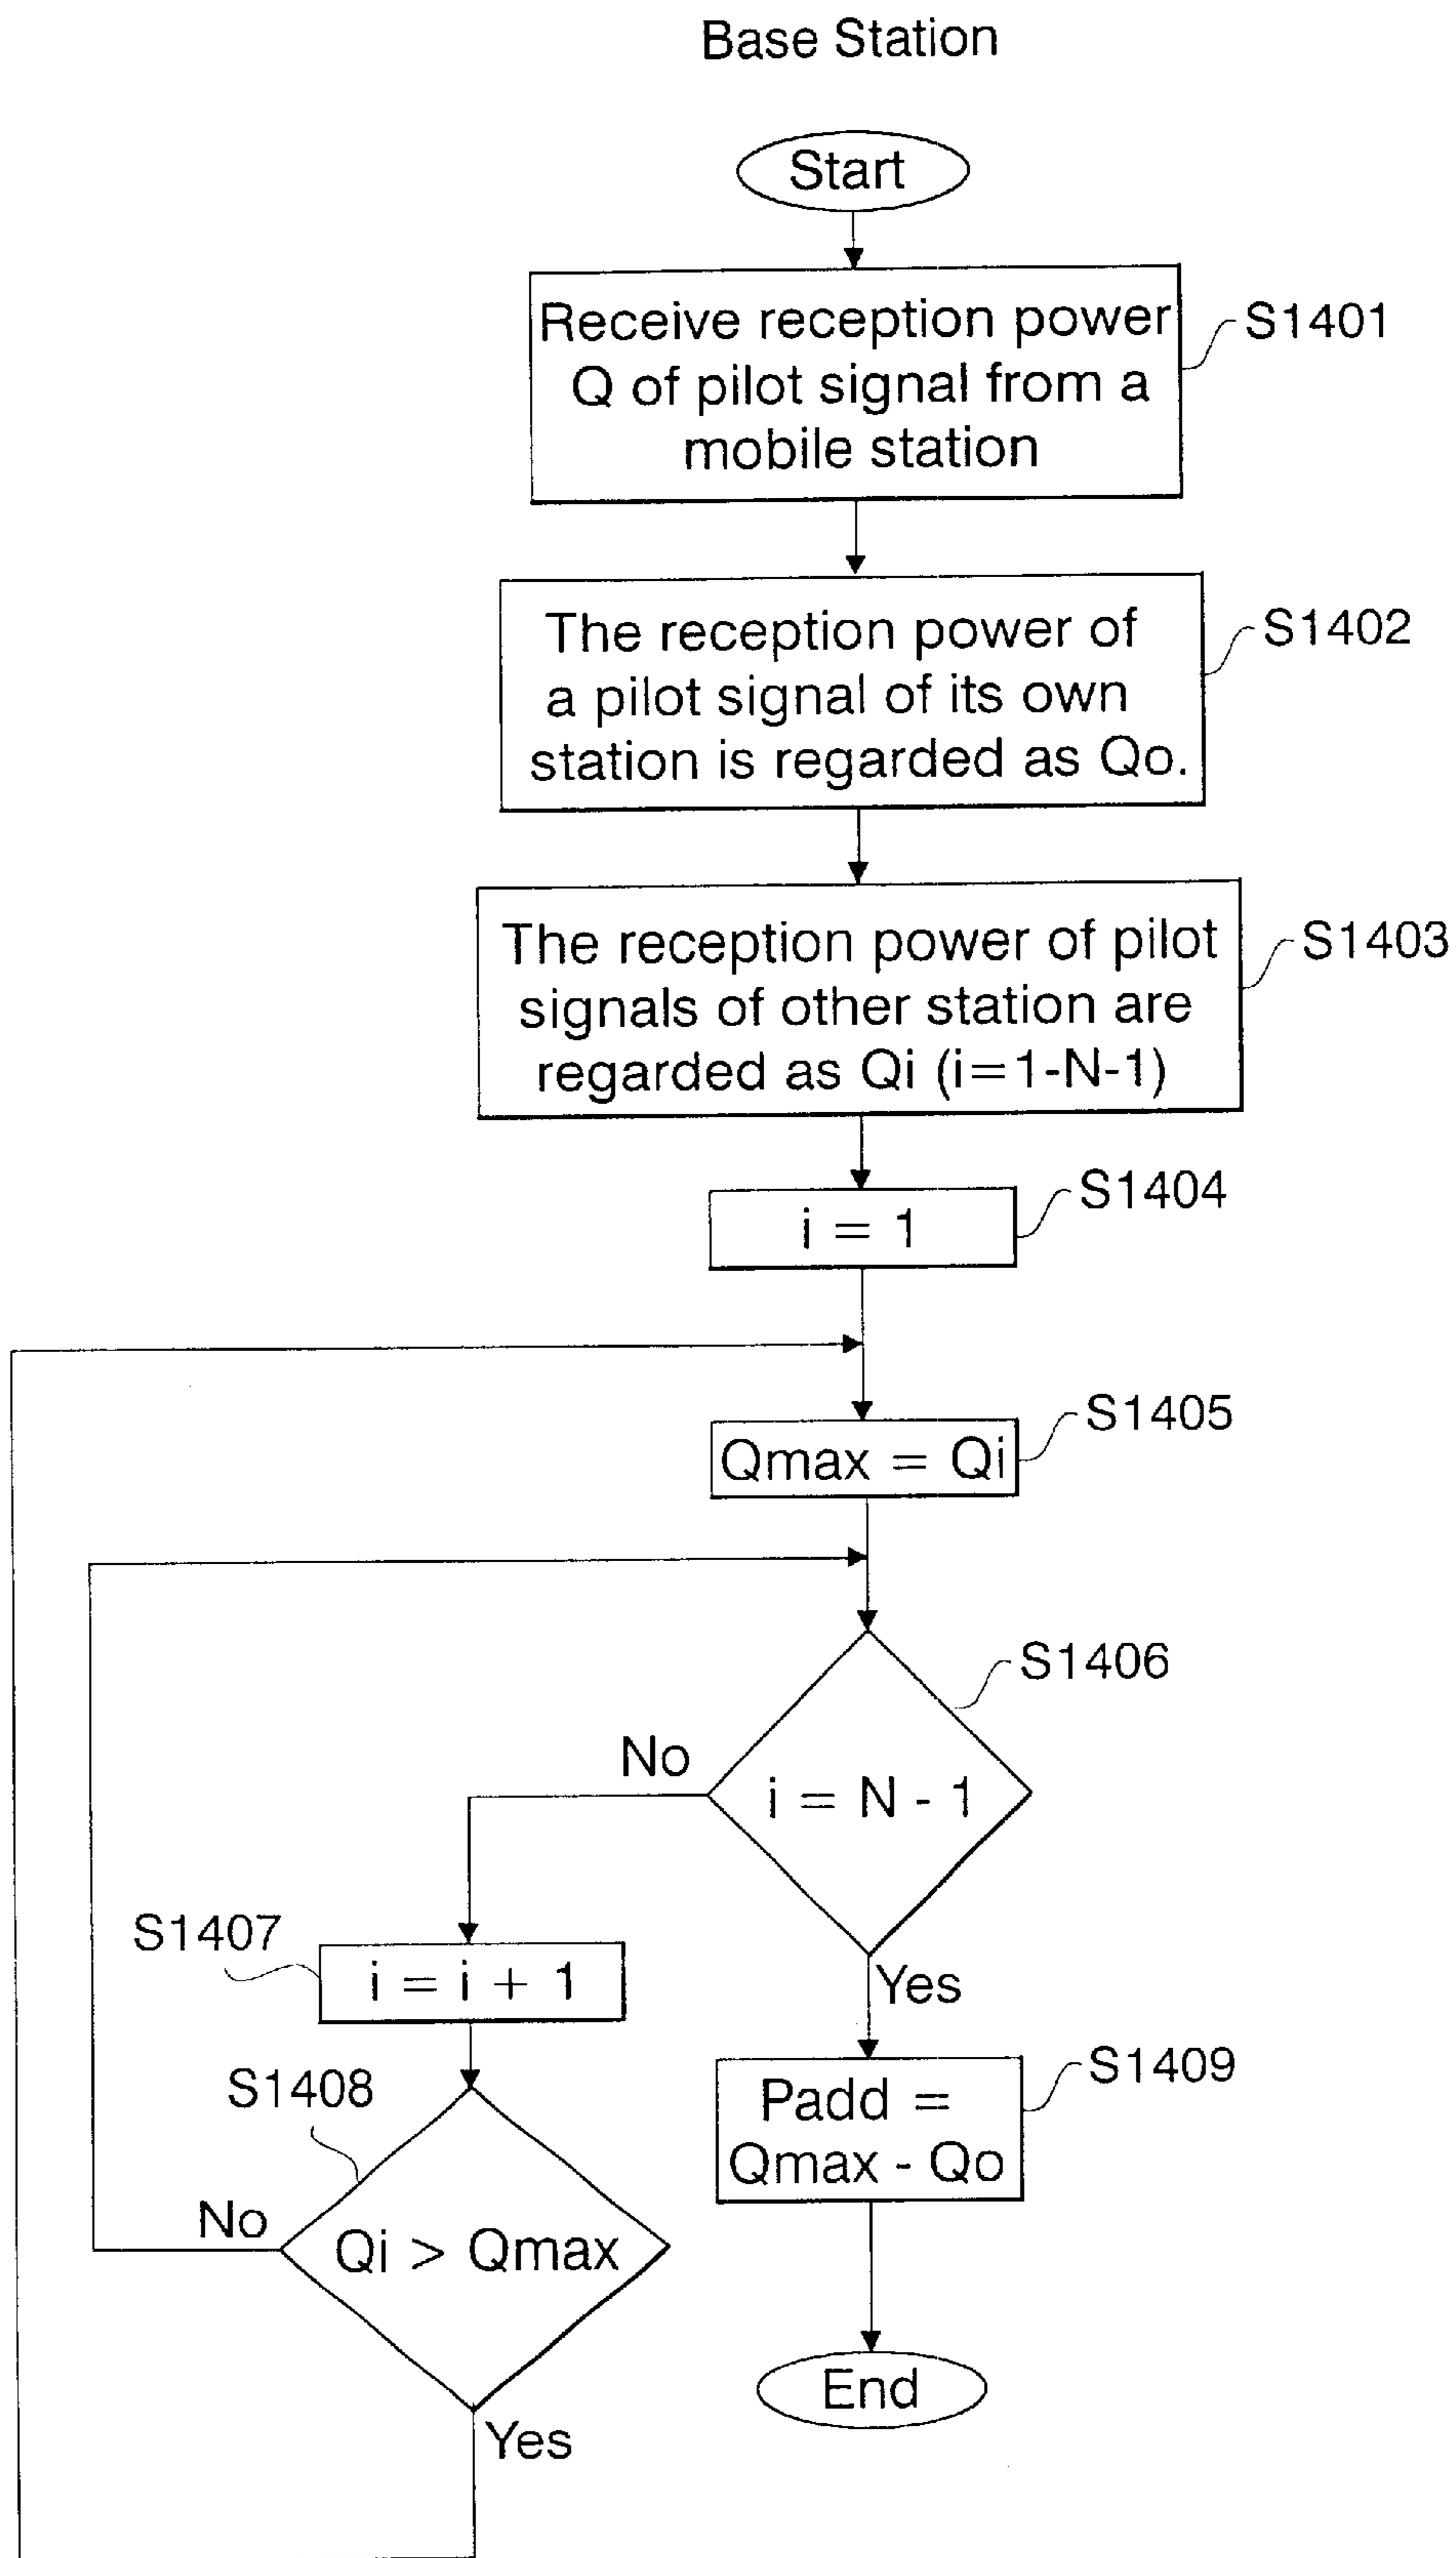 Base Station
Start
Receive reception power
Q of pilot signal from a
mobile station
S1401
The reception power of
a pilot signal of its own
station is regarded as Qo.
S1402
The reception power of pilot
signals of other station are
regarded as Qi (i=1-N-1)
S1403
i = 1
S1404
Qmax = Qi
S1405
i = N - 1
S1406
No
Yes
i = i + 1
S1407
Qi > Qmax
S1408
No
Yes
Padd =
Qmax - Qo
S1409
End